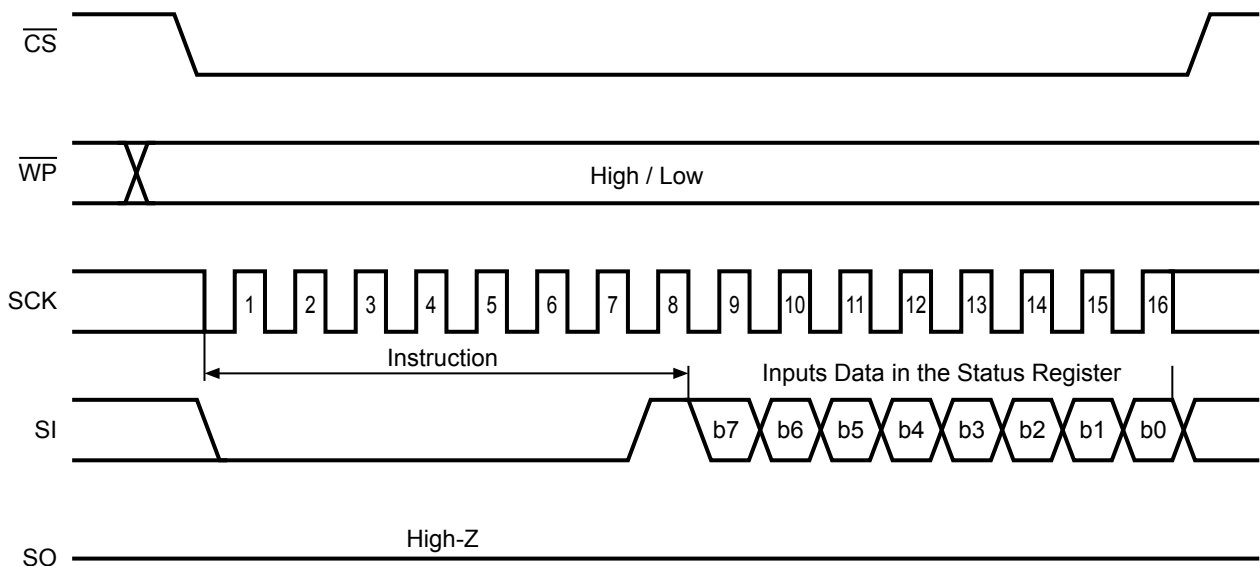 CS
WP
High / Low
SCK
1 2 3 4 5 6 7 8 9 10 11 12 13 14 15 16
Instruction
Inputs Data in the Status Register
SI
b7 b6 b5 b4 b3 b2 b1 b0
High-Z
SO